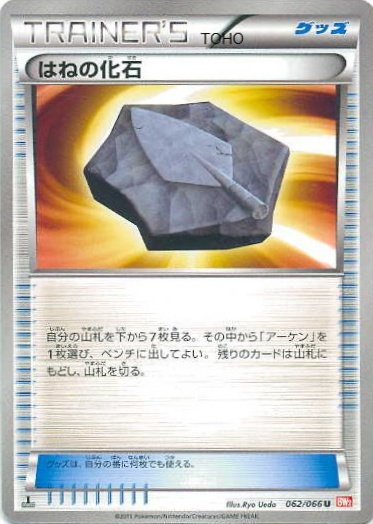 TRAINER'S TOHO グッズ
はねの化石
自分の山札を下から7枚見る。その中から「アーケン」を
1枚選び、ベンチに出してよい。残りのカードは山札に
もどし、山札を切る。
グッズは、自分の番に何枚でも使える。
Illus.Ryo Ueda 062/066 U BW2
©2011 Pokémon/Nintendo/Creatures/GAME FREAK.